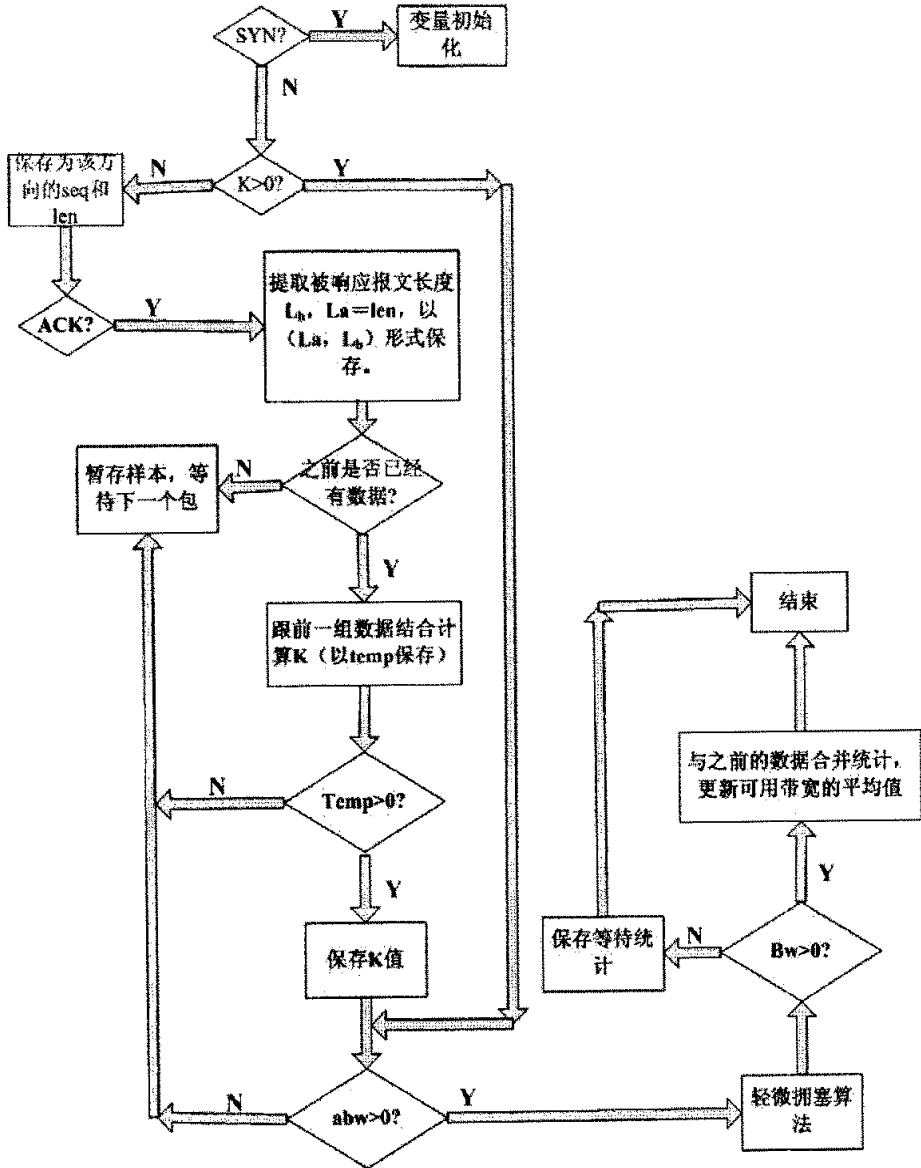 SYN?
Y
变量初始
化
N
保存为该方
向的seq和
len
N
K>0?
Y
ACK?
Y
提取被响应报文长度
Lb，La＝len，以
（La，Lb）形式保
存。
暂存样本，等
待下一个包
N
之前是否已经
有数据?
Y
跟前一组数据结合计
算K（以temp保存）
结束
N
Temp>0?
与之前的数据合并统计，
更新可用带宽的平均值
Y
Y
保存K值
保存等待统
计
N
Bw>0?
N
abw>0?
Y
轻微拥塞算
法